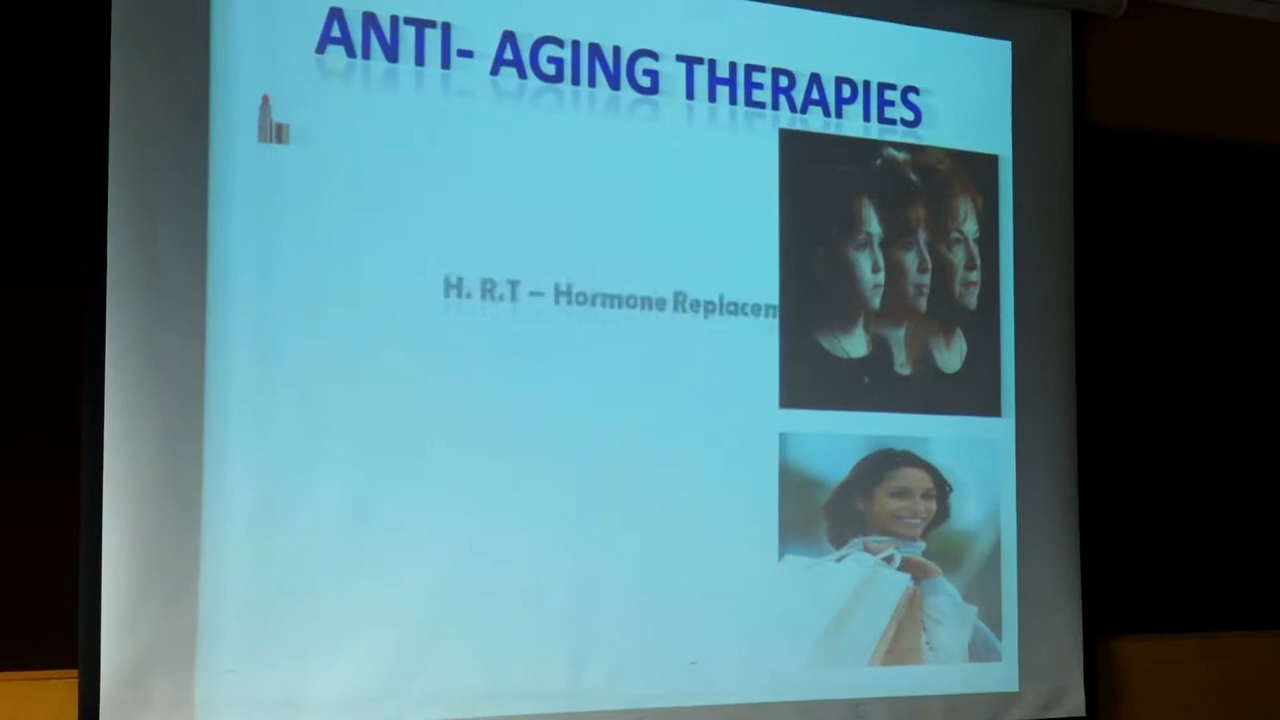 ANTI- AGING THERAPIES
H. R.T – Hormone Replacem